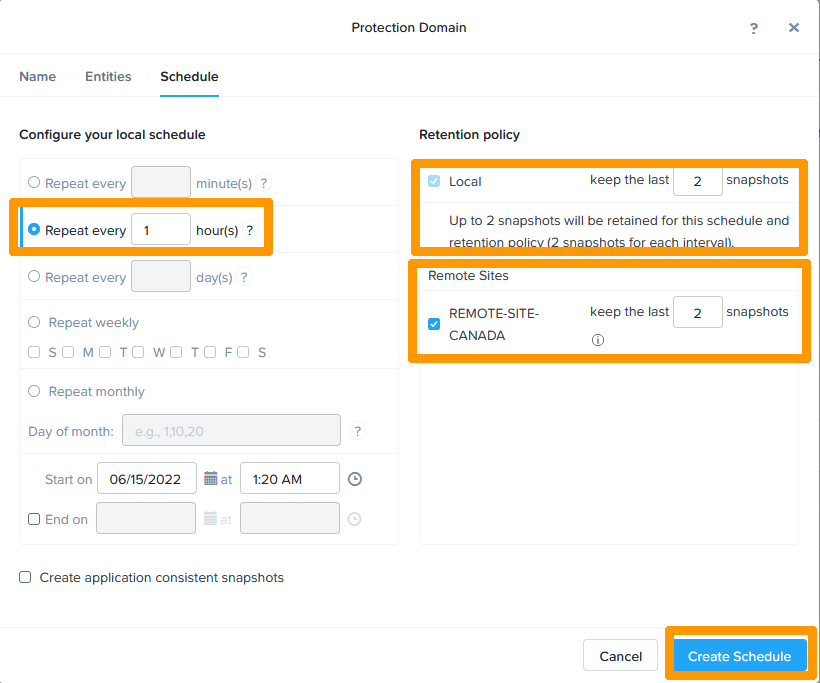 Protection Domain
?
Name
Entities
Schedule
Configure your local schedule
Repeat every minute(s) ?
Repeat every 1 hour(s) ?
Repeat every day(s) ?
Repeat weekly
S M T W T F S
Repeat monthly
Day of month: e.g., 1,10,20 ?
Start on 06/15/2022 at 1:20 AM
End on at
Create application consistent snapshots
Retention policy
Local keep the last 2 snapshots
Up to 2 snapshots will be retained for this schedule and
retention policy (2 snapshots for each interval).
Remote Sites
REMOTE-SITE-
CANADA
keep the last 2 snapshots
Cancel
Create Schedule